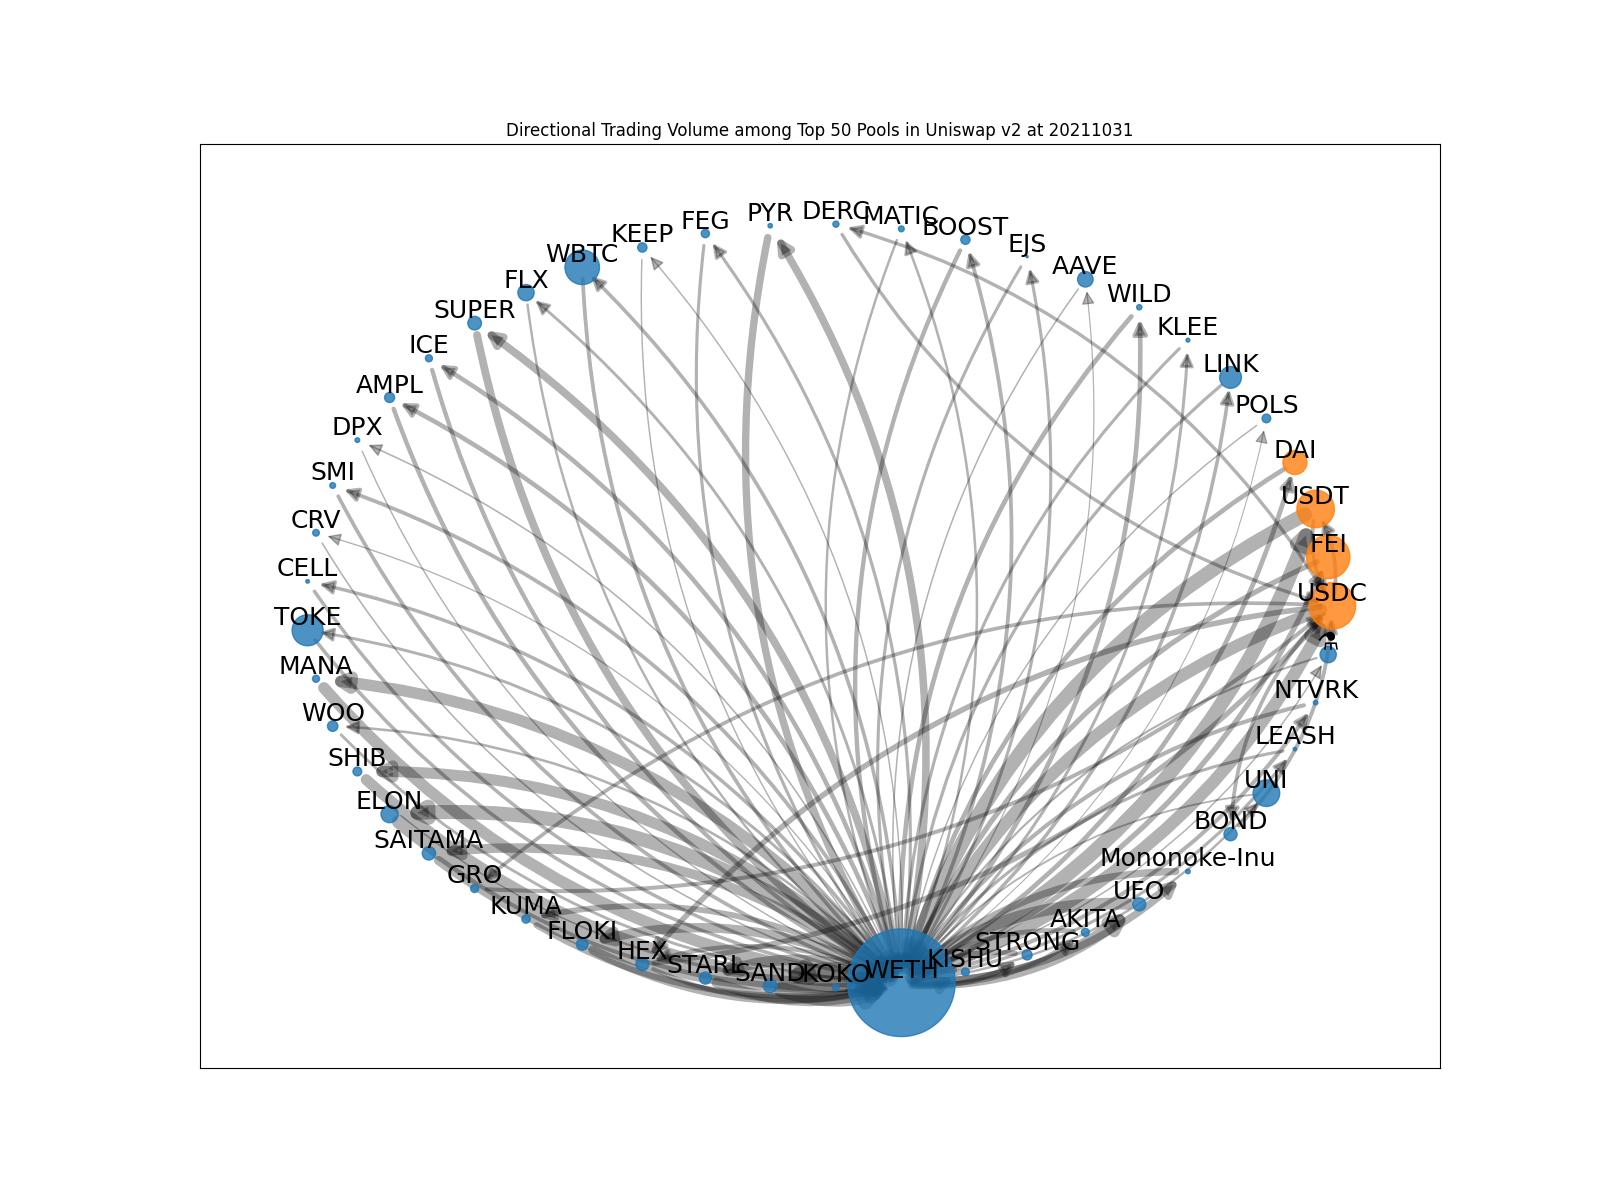 Directional Trading Volume among Top 50 Pools in Uniswap v2 at 20211031
PYR
DERC
MATIC
FEG
BOOST
KEEP
EJS
WBTC
AAVE
FLX
WILD
SUPER
KLEE
ICE
LINK
AMPL
POLS
DPX
DAI
SMI
USDT
CRV
FEI
CELL
USDC
TOKE
MANA
NTVRK
WOO
LEASH
SHIB
UNI
ELON
BOND
SAITAMA
Mononoke-Inu
GRO
UFO
KUMA
AKITA
FLOKI
STRONG
HEX
KISHU
STARL
SAND
KOKO
WETH